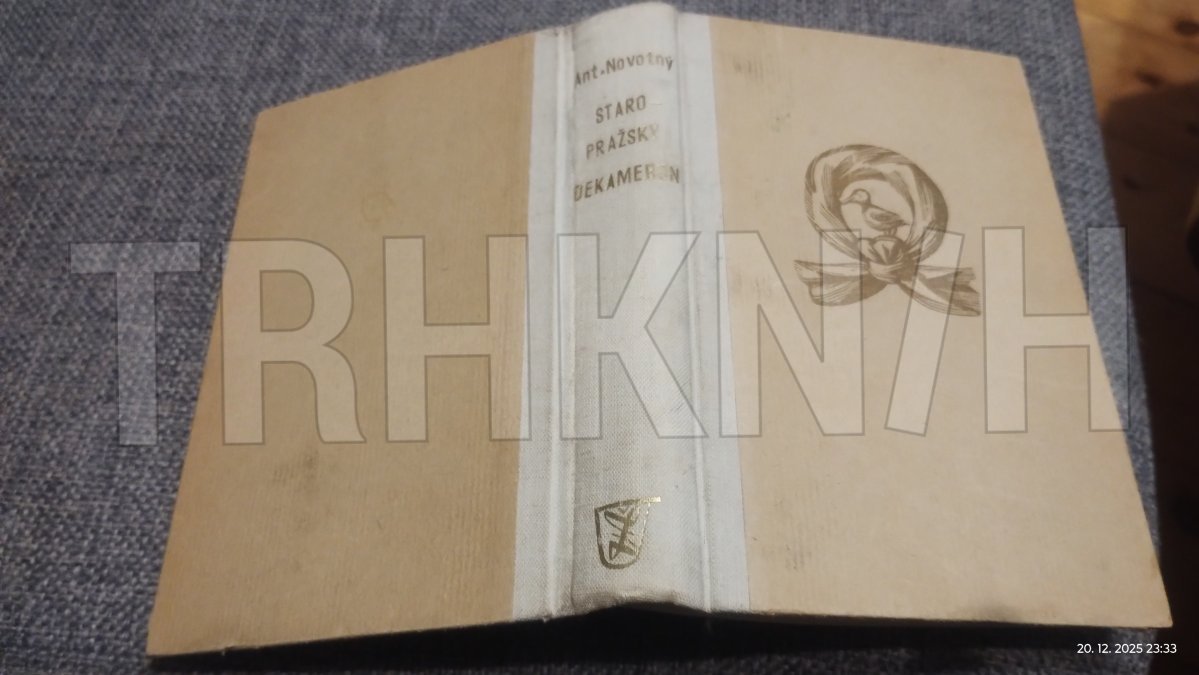 Ant. Novotný
STARO-
PRAŽSKÝ
DEKAMERON
TRHKNIH
20. 12. 2025 23:33